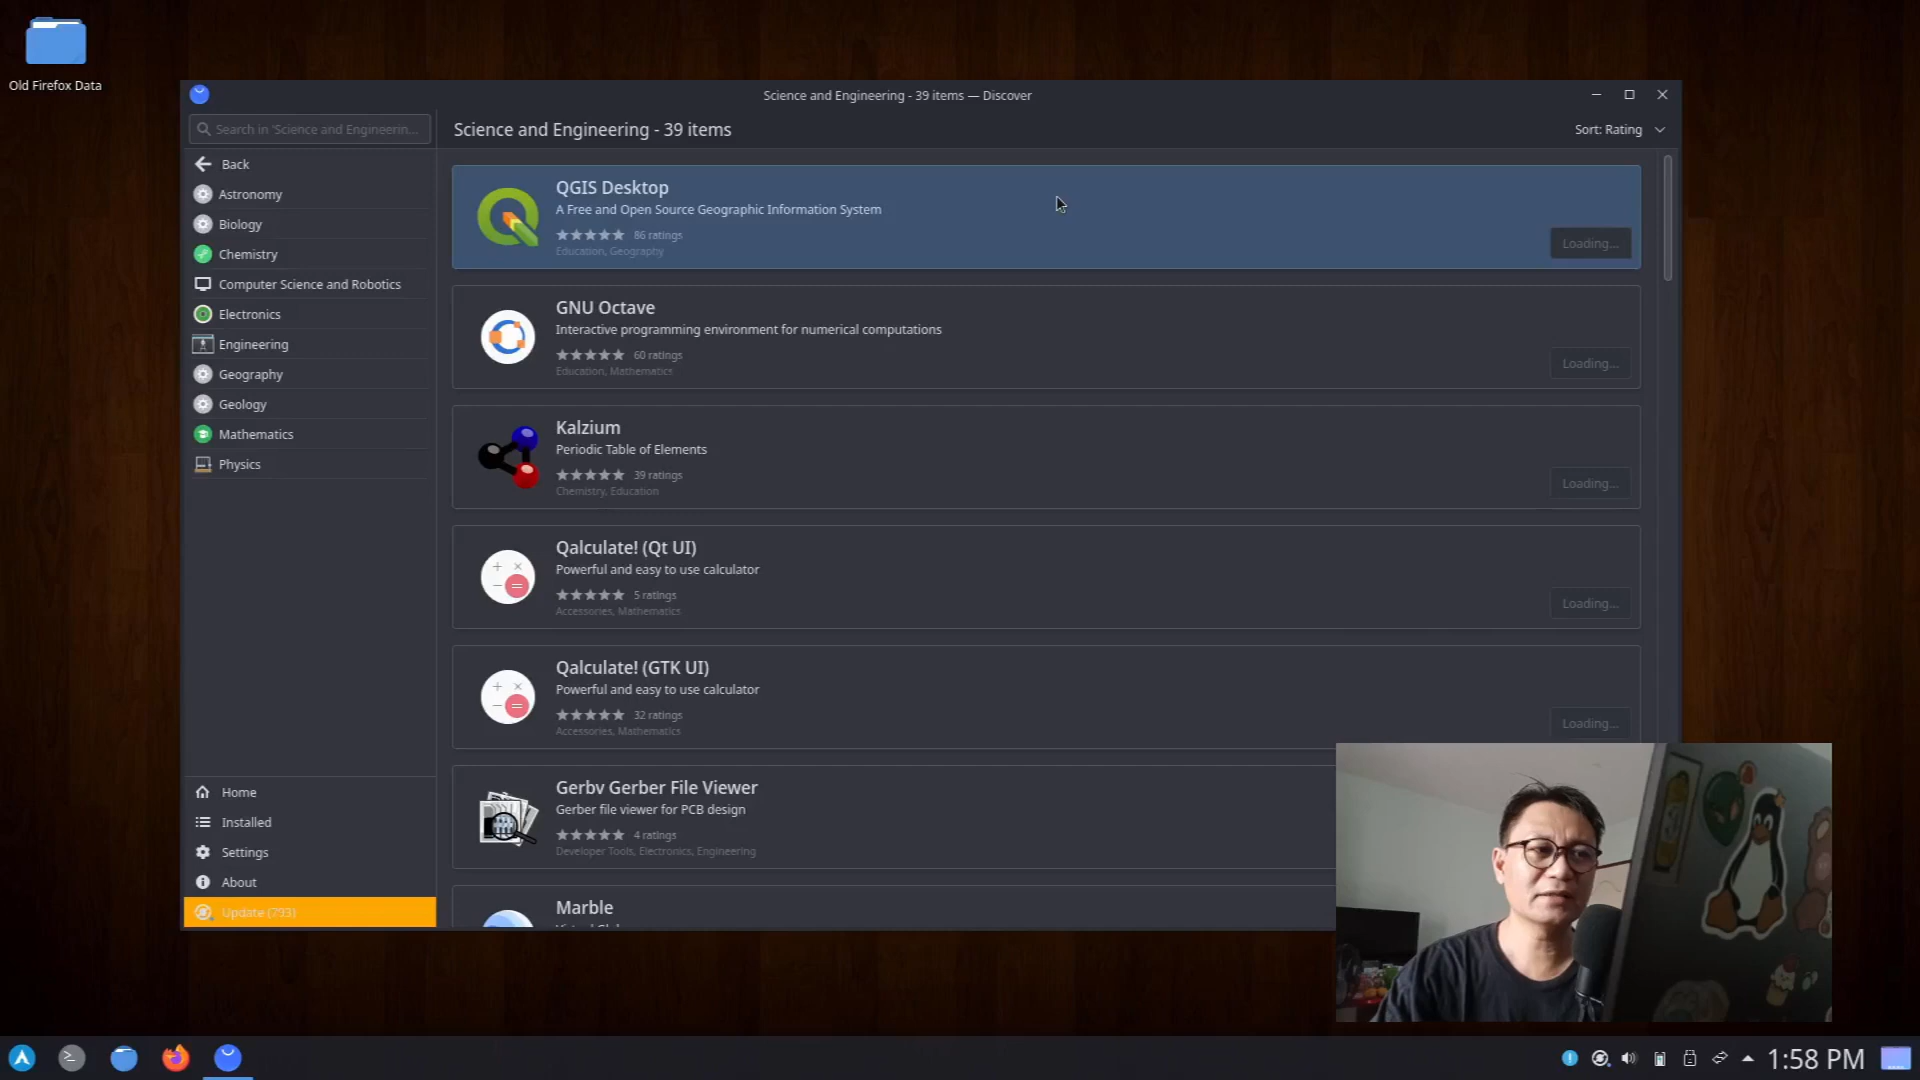 Old Firefox Data
Science and Engineering - 39 items — Discover
Search in 'Science and Engineerin...
Science and Engineering - 39 items
Sort: Rating
Back
Astronomy
Biology
Chemistry
Computer Science and Robotics
Electronics
Engineering
Geography
Geology
Mathematics
Physics
Home
Installed
Settings
About
Update (793)
QGIS Desktop
A Free and Open Source Geographic Information System
86 ratings
Education, Geography
Loading...
GNU Octave
Interactive programming environment for numerical computations
60 ratings
Education, Mathematics
Loading...
Kalzium
Periodic Table of Elements
39 ratings
Chemistry, Education
Loading...
Qalculate! (Qt UI)
Powerful and easy to use calculator
5 ratings
Accessories, Mathematics
Loading...
Qalculate! (GTK UI)
Powerful and easy to use calculator
32 ratings
Accessories, Mathematics
Loading...
Gerbv Gerber File Viewer
Gerber file viewer for PCB design
4 ratings
Developer Tools, Electronics, Engineering
Marble
1:58 PM